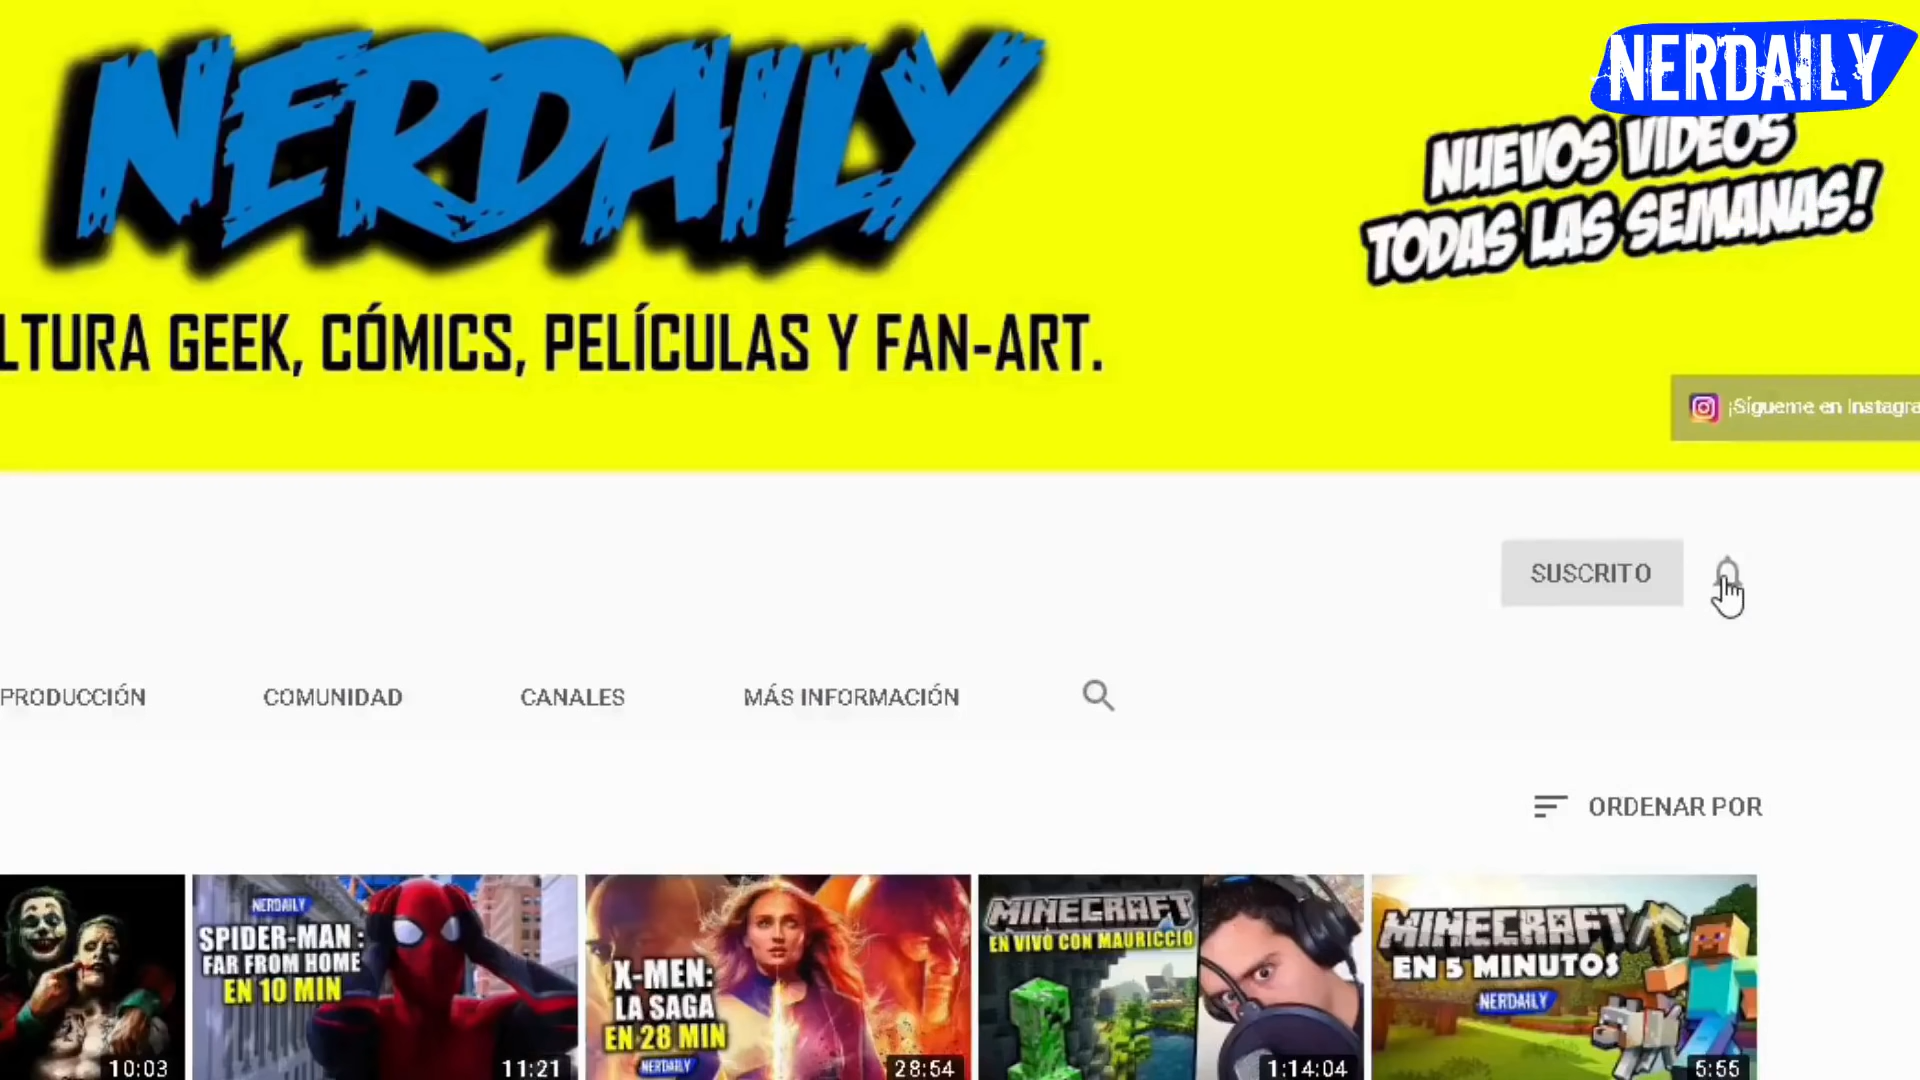 NERDAILY
NERDAILY
NUEVOS VIDEOS
TODAS LAS SEMANAS!
LTURA GEEK, CÓMICS, PELÍCULAS Y FAN-ART.
¡Sígueme en Instagra
SUSCRITO
PRODUCCIÓN
COMUNIDAD
CANALES
MÁS INFORMACIÓN
ORDENAR POR
10:03
NERDAILY
SPIDER-MAN:
FAR FROM HOME
EN 10 MIN
11:21
X-MEN:
LA SAGA
EN 28 MIN
NERDAILY
28:54
MINECRAFT
EN VIVO CON MAURICCIO
1:14:04
MINECRAFT
EN 5 MINUTOS
NERDAILY
5:55